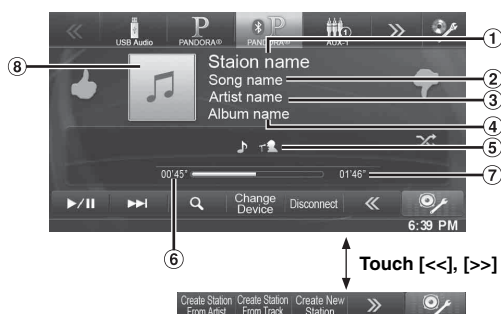 USB Audio PANDORA® PANDORA® AUX-1
1
8
Staion name
Song name 2
Artist name 3
Album name
4
5
00'45" 01'46" 7
Change Device Disconnect
6:39 PM
6
Touch [<<], [>>]
Create Station From Artist Create Station From Track Create New Station